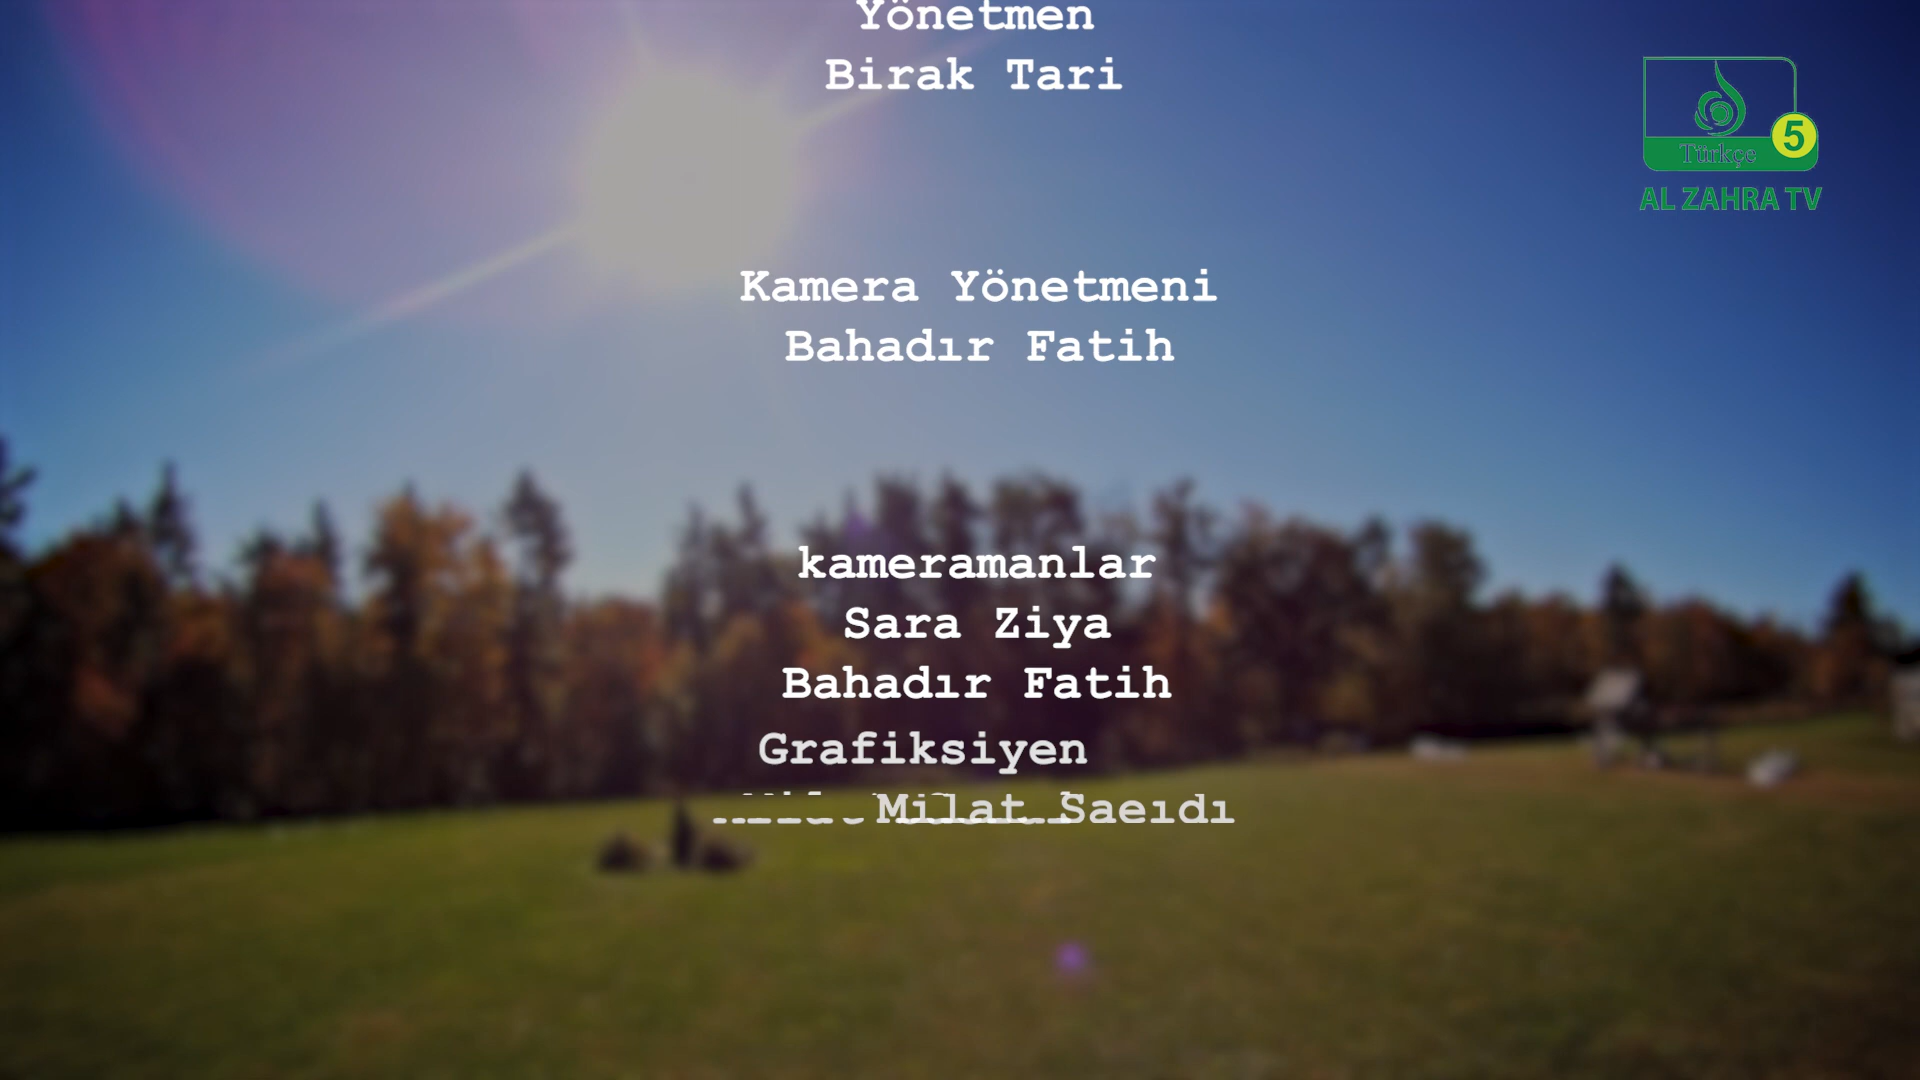 Yönetmen
Birak Tari
Türkçe 5
AL ZAHRA TV
Kamera Yönetmeni
Bahadır Fatih
kameramanlar
Sara Ziya
Bahadır Fatih
Grafiksiyen
Milat Saeıdı